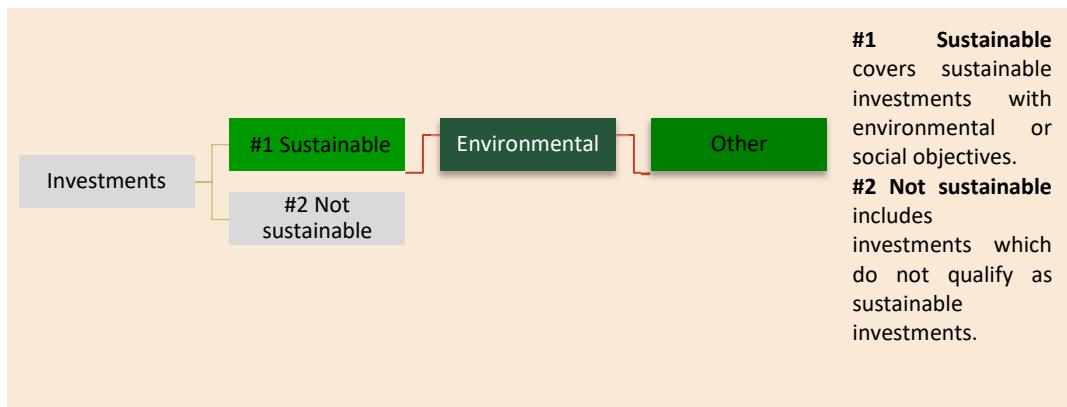 Investments
#1 Sustainable
#2 Not
sustainable
Environmental
Other
#1 Sustainable
covers sustainable
investments with
environmental or
social objectives.
#2 Not sustainable
includes
investments which
do not qualify as
sustainable
investments.